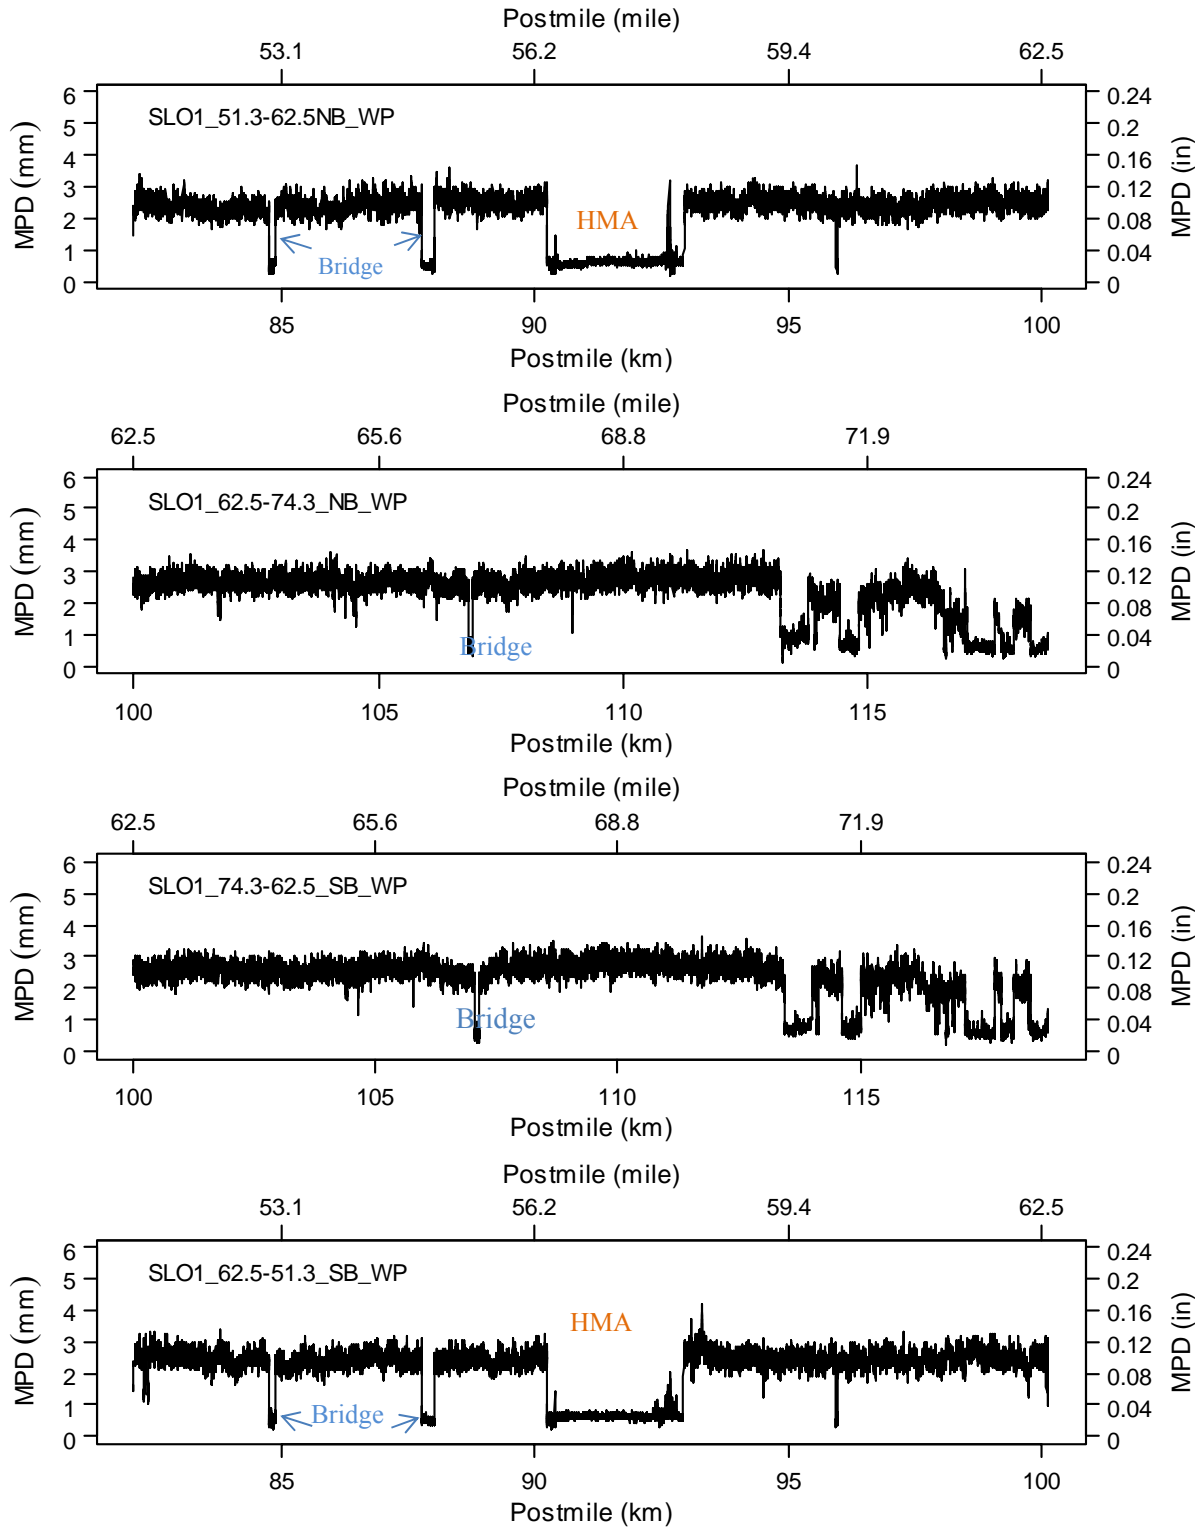 Postmile (mile)
53.1 56.2 59.4 62.5
SLO1_51.3-62.5NB_WP
MPD (mm)
6 5 4 3 2 1 0
0.24 0.2 0.16 0.12 0.08 0.04 0
MPD (in)
HMA
Bridge
85 90 95 100
Postmile (km)
Postmile (mile)
62.5 65.6 68.8 71.9
SLO1_62.5-74.3_NB_WP
MPD (mm)
6 5 4 3 2 1 0
0.24 0.2 0.16 0.12 0.08 0.04 0
MPD (in)
Bridge
100 105 110 115
Postmile (km)
Postmile (mile)
62.5 65.6 68.8 71.9
SLO1_74.3-62.5_SB_WP
MPD (mm)
6 5 4 3 2 1 0
0.24 0.2 0.16 0.12 0.08 0.04 0
MPD (in)
Bridge
100 105 110 115
Postmile (km)
Postmile (mile)
53.1 56.2 59.4 62.5
SLO1_62.5-51.3_SB_WP
MPD (mm)
6 5 4 3 2 1 0
0.24 0.2 0.16 0.12 0.08 0.04 0
MPD (in)
HMA
Bridge
85 90 95 100
Postmile (km)